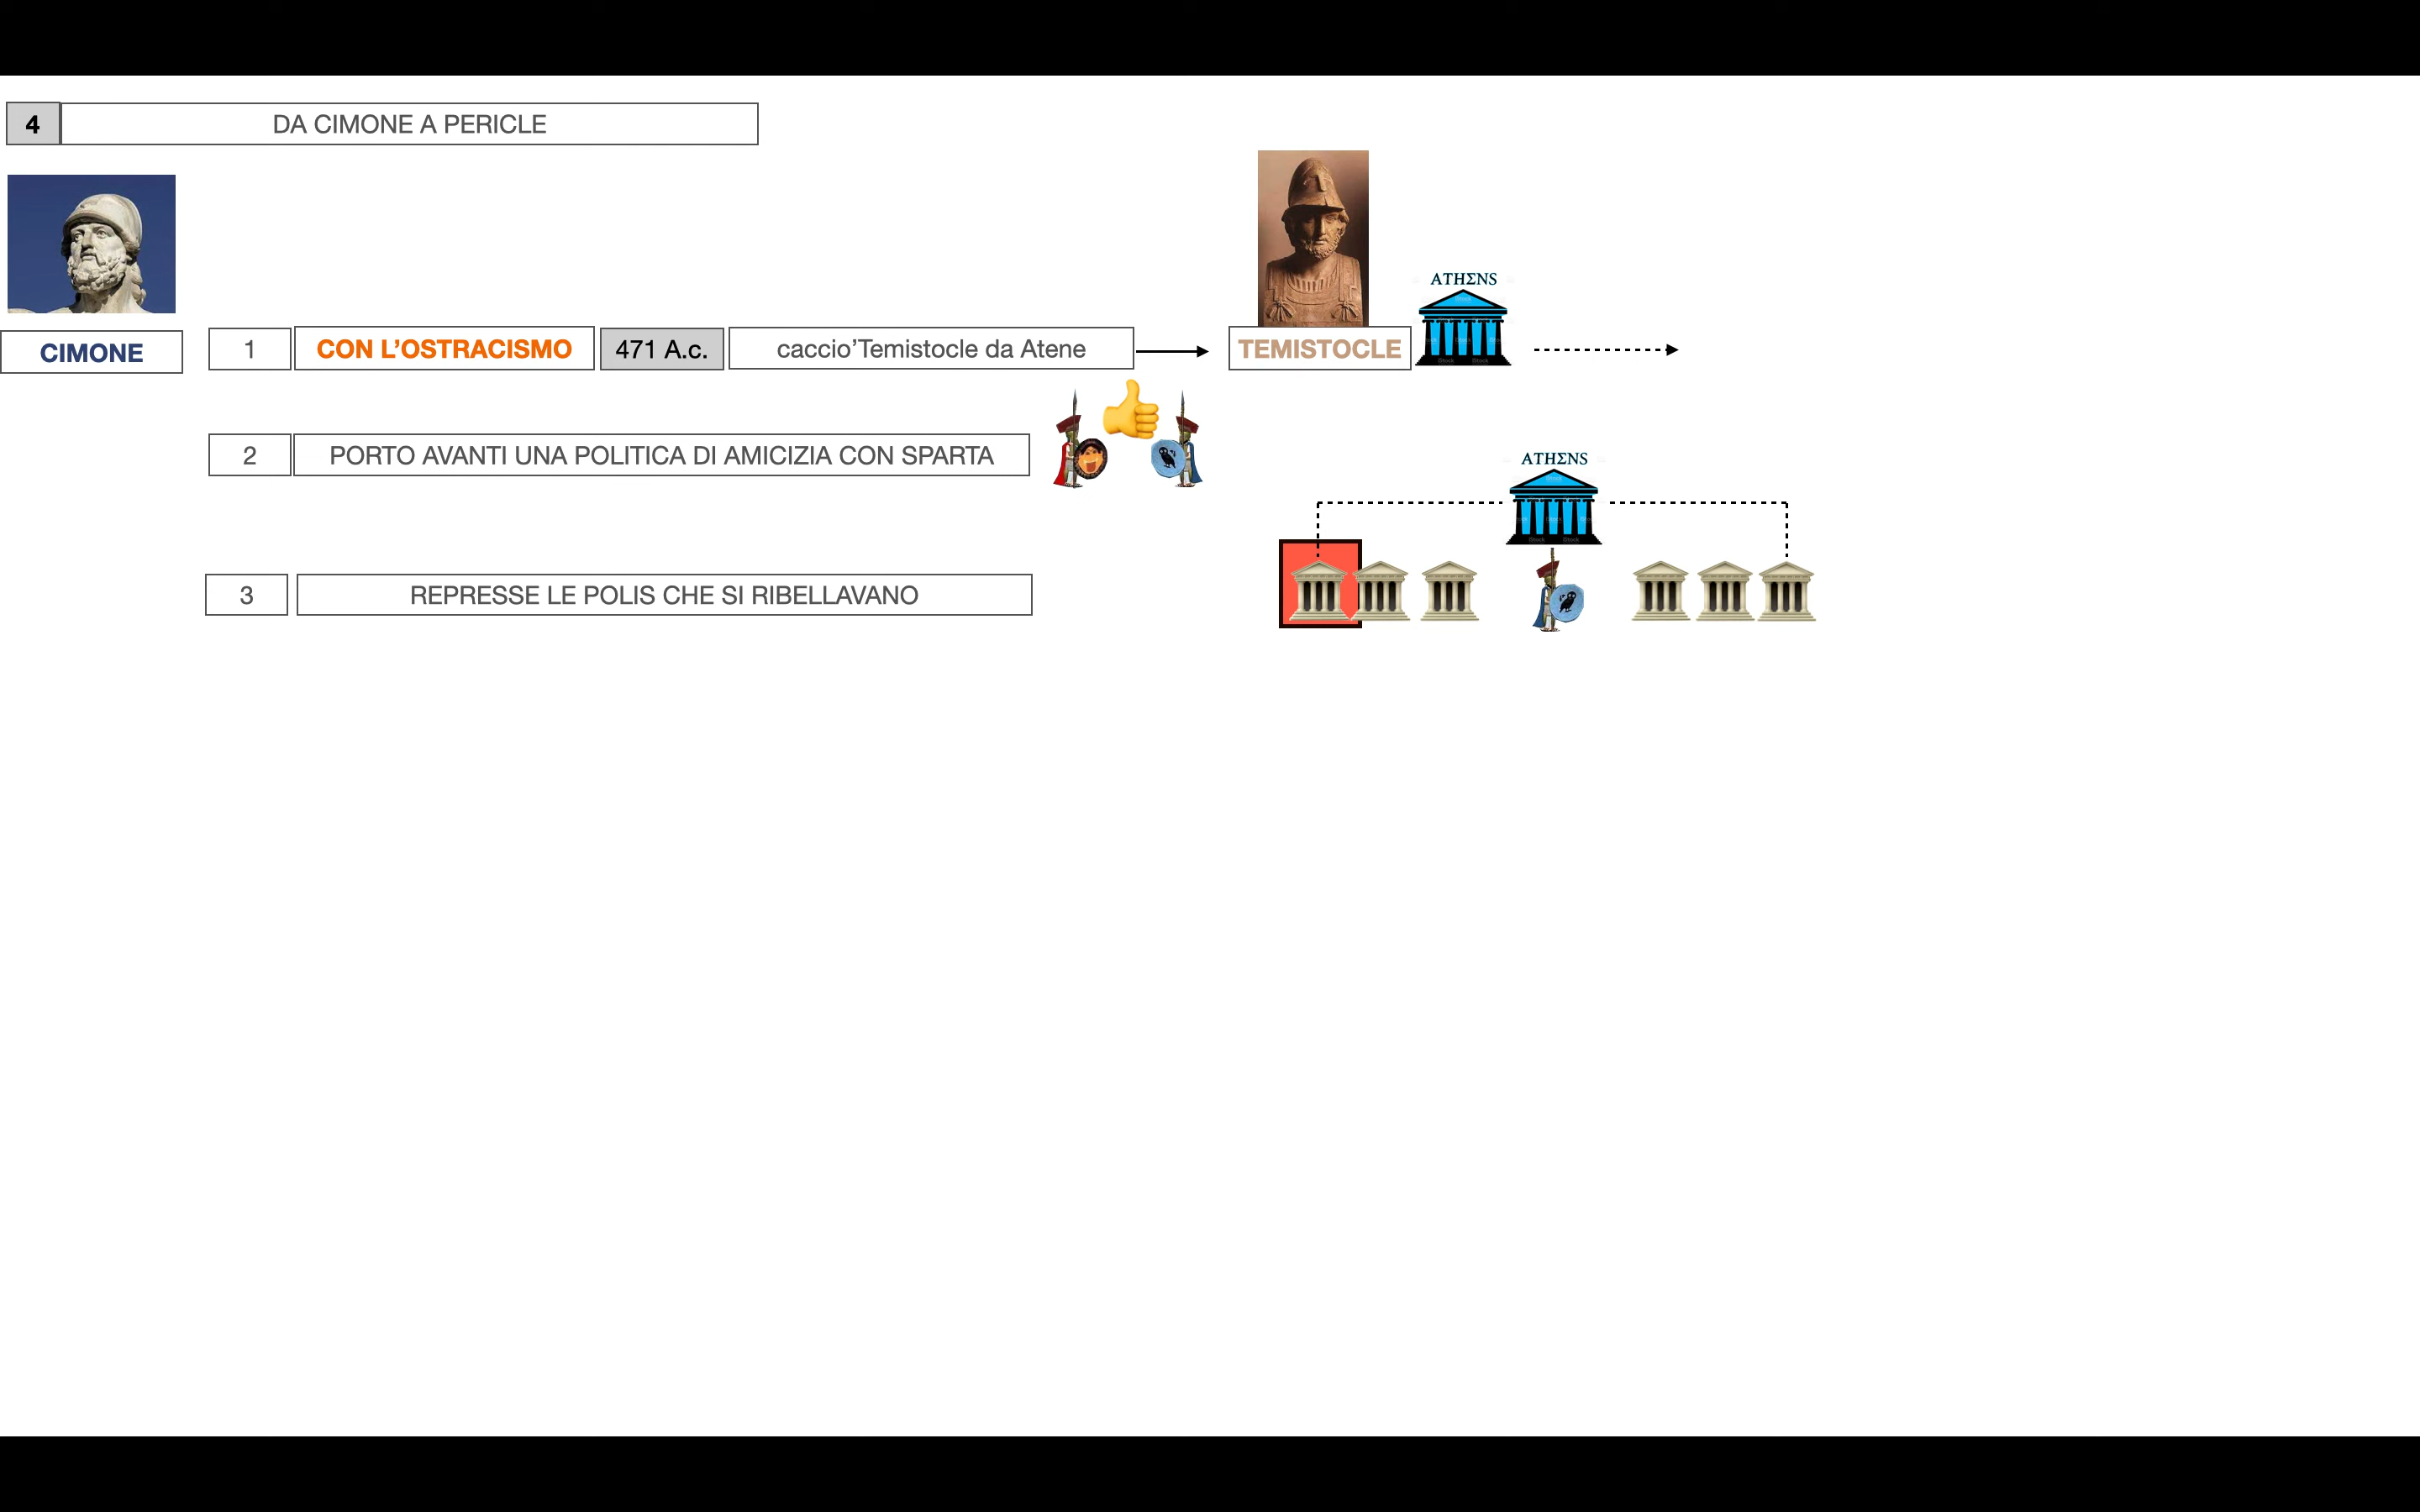 4 DA CIMONE A PERICLE
ATHΣNS
CIMONE 1 CON L’OSTRACISMO 471 A.c. caccio’Temistocle da Atene TEMISTOCLE
2 PORTO AVANTI UNA POLITICA DI AMICIZIA CON SPARTA
ATHΣNS
3 REPRESSE LE POLIS CHE SI RIBELLAVANO